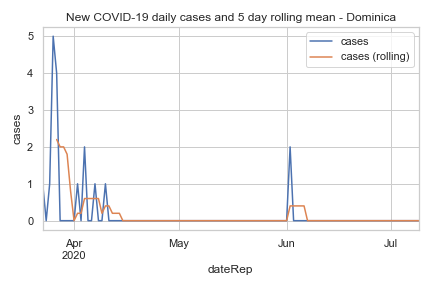 New COVID-19 daily cases and 5 day rolling mean - Dominica
cases
cases (rolling)
5
4
3
2
1
0
cases
Apr
2020
May
Jun
Jul
dateRep